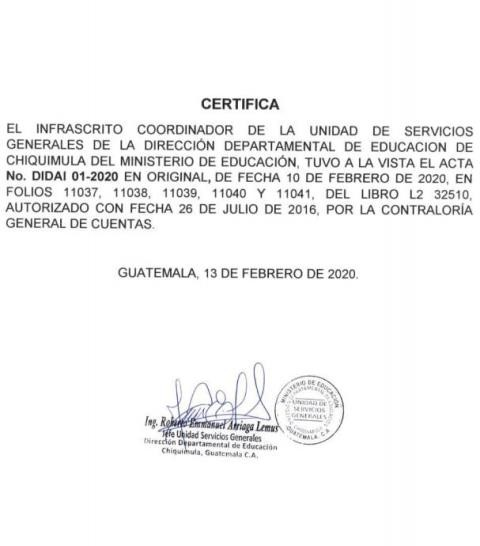 CERTIFICA
EL INFRASCRITO COORDINADOR DE LA UNIDAD DE SERVICIOS
GENERALES DE LA DIRECCIÓN DEPARTAMENTAL DE EDUCACION DE
CHIQUIMULA DEL MINISTERIO DE EDUCACIÓN, TUVO A LA VISTA EL ACTA
No. DIDAI 01-2020 EN ORIGINAL, DE FECHA 10 DE FEBRERO DE 2020, EN
FOLIOS 11037, 11038, 11039, 11040 Y 11041, DEL LIBRO L2 32510,
AUTORIZADO CON FECHA 26 DE JULIO DE 2016, POR LA CONTRALORÍA
GENERAL DE CUENTAS.
GUATEMALA, 13 DE FEBRERO DE 2020.
Ing. Roberto Emmanuel Arriaga Lemus
Jefe Unidad Servicios Generales
Dirección Departamental de Educación
Chiquimula, Guatemala C.A.
MINISTERIO DE EDUCACIÓN
UNIDAD DE
SERVICIOS
GENERALES
CHIQUIMULA
GUATEMALA, C.A.